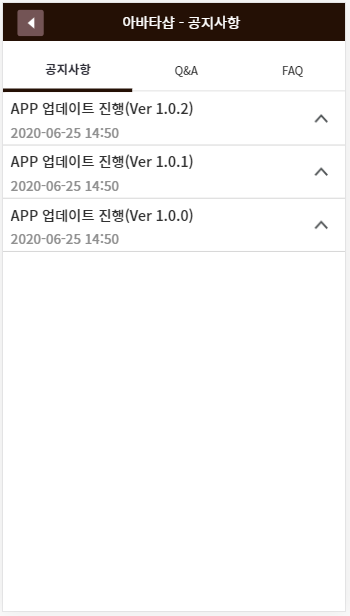 아바타샵 - 공지사항
공지사항
Q&A
FAQ
APP 업데이트 진행(Ver 1.0.2)
2020-06-25 14:50
APP 업데이트 진행(Ver 1.0.1)
2020-06-25 14:50
APP 업데이트 진행(Ver 1.0.0)
2020-06-25 14:50